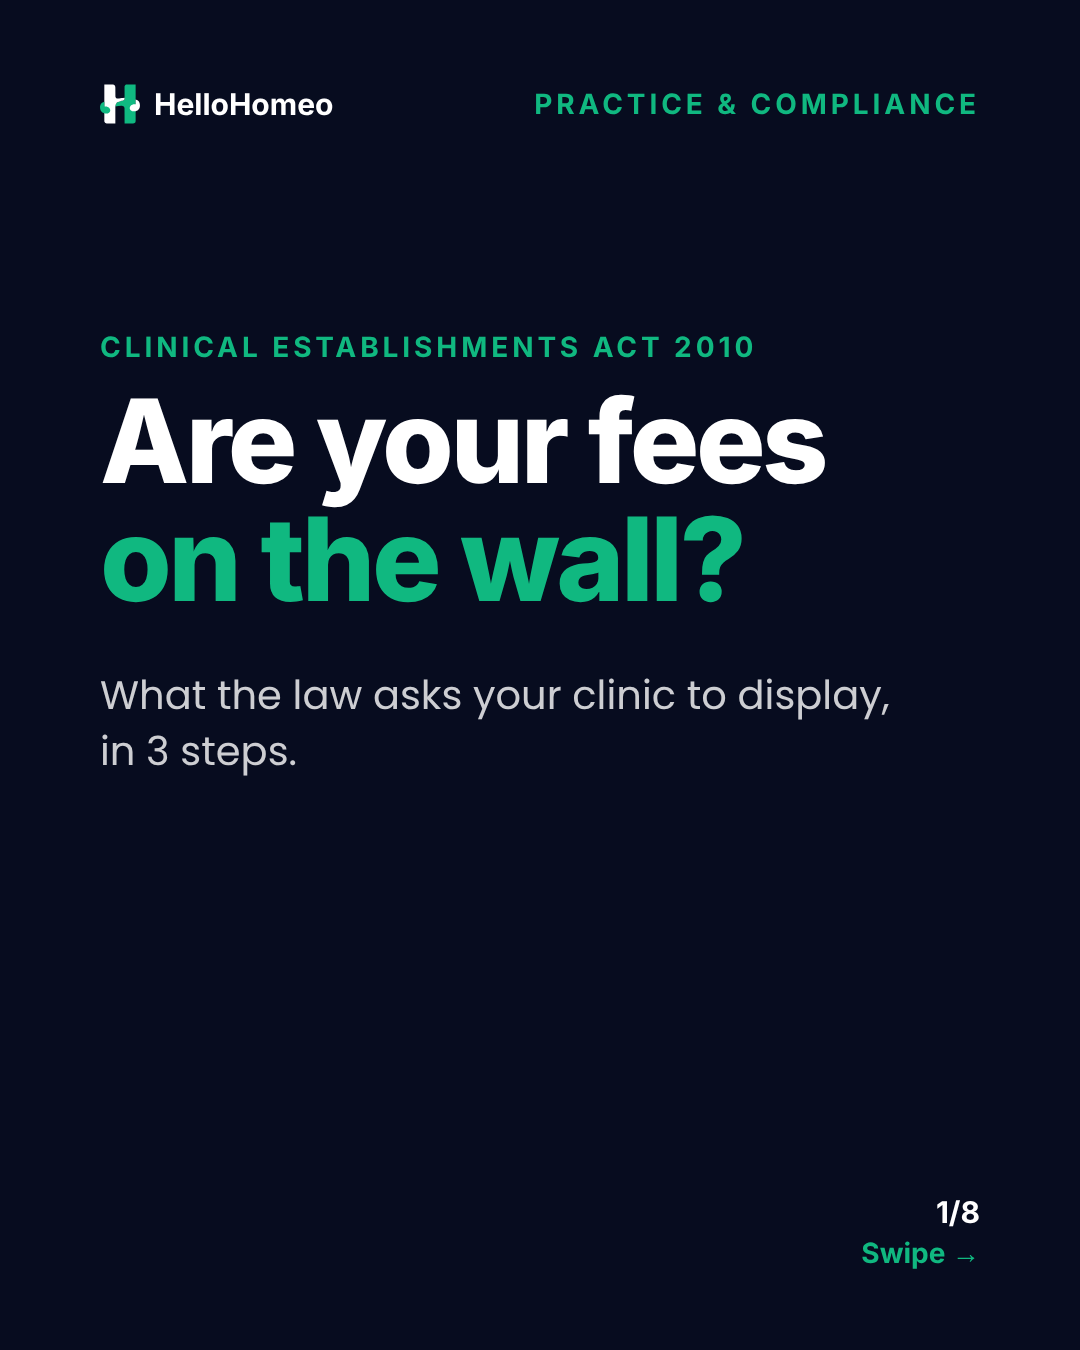 HelloHomeo
PRACTICE & COMPLIANCE
CLINICAL ESTABLISHMENTS ACT 2010
Are your fees
on the wall?
What the law asks your clinic to display,
in 3 steps.
1/8
Swipe →